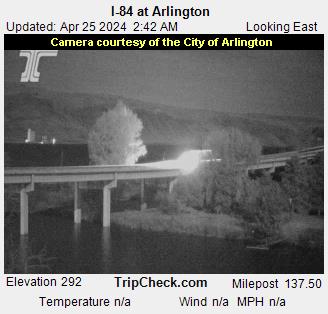 I-84 at Arlington
Updated: Apr 25 2024 2:42 AM Looking East
Camera courtesy of the City of Arlington
Elevation 292 TripCheck.com Milepost 137.50
Temperature n/a Wind n/a MPH n/a